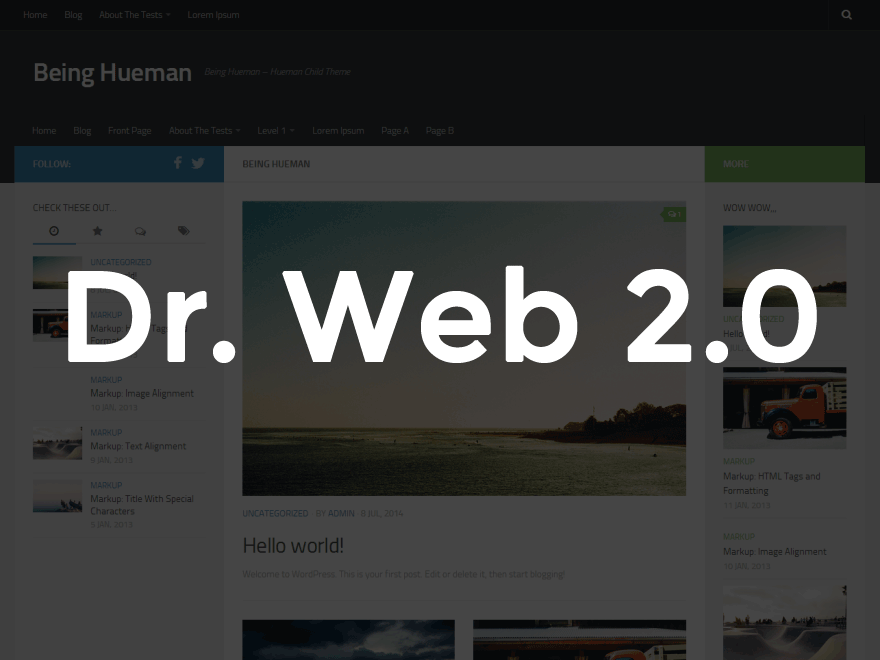 Home Blog About The Tests Lorem Ipsum
Being Hueman Being Hueman – Hueman Child Theme
Home Blog Front Page About The Tests Level 1 Lorem Ipsum Page A Page B
FOLLOW:
BEING HUEMAN
MORE
CHECK THESE OUT...
UNCATEGORIZED
MARKUP
Markup:
MARKUP
Markup: Image Alignment
10 JAN, 2013
MARKUP
Markup: Text Alignment
9 JAN, 2013
MARKUP
Markup: Title With Special
Characters
5 JAN, 2013
1
Dr. Web 2.0
UNCATEGORIZED · BY ADMIN · 8 JUL, 2014
Hello world!
Welcome to WordPress. This is your first post. Edit or delete it, then start blogging!
WOW WOW...
MARKUP
Markup: HTML Tags and
Formatting
11 JAN, 2013
MARKUP
Markup: Image Alignment
10 JAN, 2013